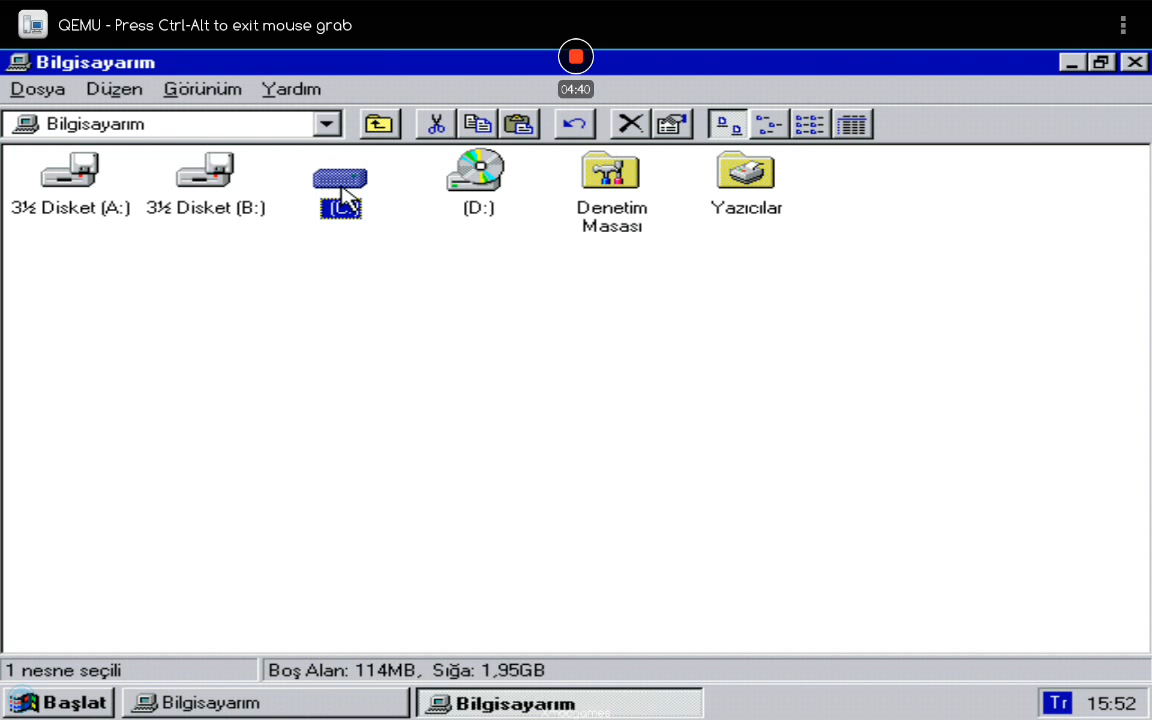 QEMU - Press Ctrl-Alt to exit mouse grab
Bilgisayarım
04:40
Dosya Düzen Görünüm Yardım
Bilgisayarım
3½ Disket (A:) 3½ Disket (B:) (D:) Denetim Masası Yazıcılar
1 nesne seçili Boş Alan: 114MB, Sığa: 1,95GB
Başlat Bilgisayarım Bilgisayarım Tr 15:52